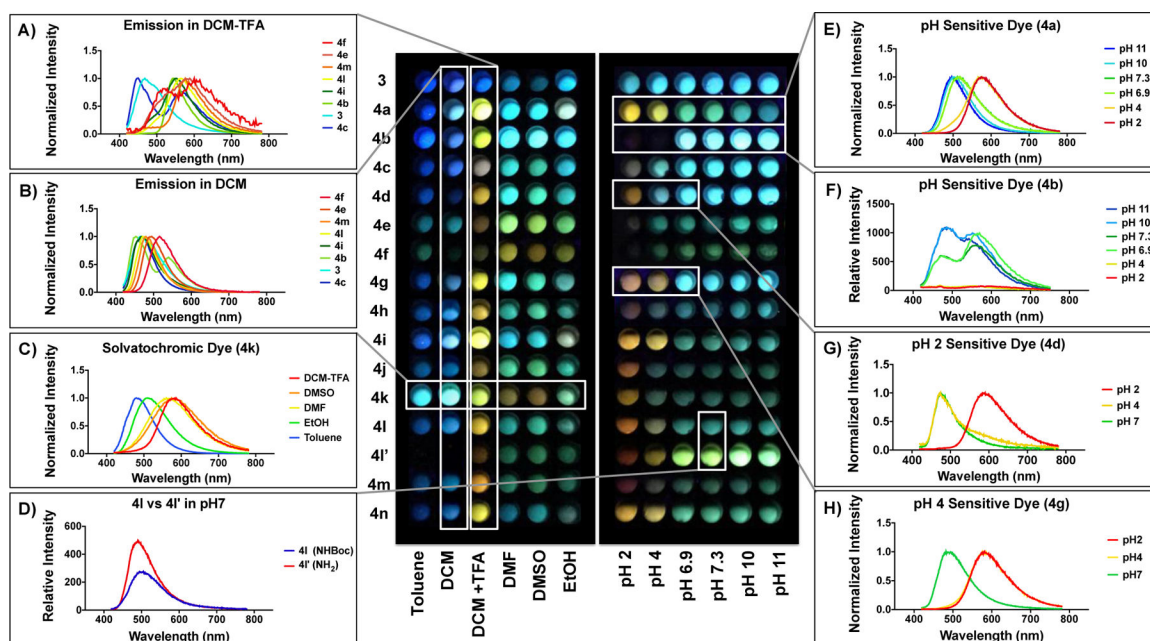 A)
Emission in DCM-TFA
Normalized Intensity
1.5
1.0
0.5
0.0
400 500 600 700 800
Wavelength (nm)
4f
4e
4m
4l
4i
4b
3
4c
B)
Emission in DCM
Normalized Intensity
1.5
1.0
0.5
0.0
400 500 600 700 800
Wavelength (nm)
4f
4e
4m
4l
4i
4b
3
4c
C)
Solvatochromic Dye (4k)
Normalized Intensity
1.5
1.0
0.5
0.0
400 500 600 700 800
Wavelength (nm)
DCM-TFA
DMSO
DMF
EtOH
Toluene
D)
4l vs 4l' in pH7
Relative Intensity
600
400
200
0
400 500 600 700 800
Wavelength (nm)
4l (NHBoc)
4l' (NH2)
3
4a
4b
4c
4d
4e
4f
4g
4h
4i
4j
4k
4l
4l'
4m
4n
Toluene
DCM
DCM +TFA
DMF
DMSO
EtOH
pH 2
pH 4
pH 6.9
pH 7.3
pH 10
pH 11
E)
pH Sensitive Dye (4a)
Normalized Intensity
1.5
1.0
0.5
0.0
400 500 600 700 800
Wavelength (nm)
pH 11
pH 10
pH 7.3
pH 6.9
pH 4
pH 2
F)
pH Sensitive Dye (4b)
Relative Intensity
1500
1000
500
0
400 500 600 700 800
Wavelength (nm)
pH 11
pH 10
pH 7.3
pH 6.9
pH 4
pH 2
G)
pH 2 Sensitive Dye (4d)
Normalized Intensity
1.5
1.0
0.5
0.0
400 500 600 700 800
Wavelength (nm)
pH 2
pH 4
pH 7
H)
pH 4 Sensitive Dye (4g)
Normalized Intensity
1.5
1.0
0.5
0.0
400 500 600 700 800
Wavelength (nm)
pH2
pH4
pH7